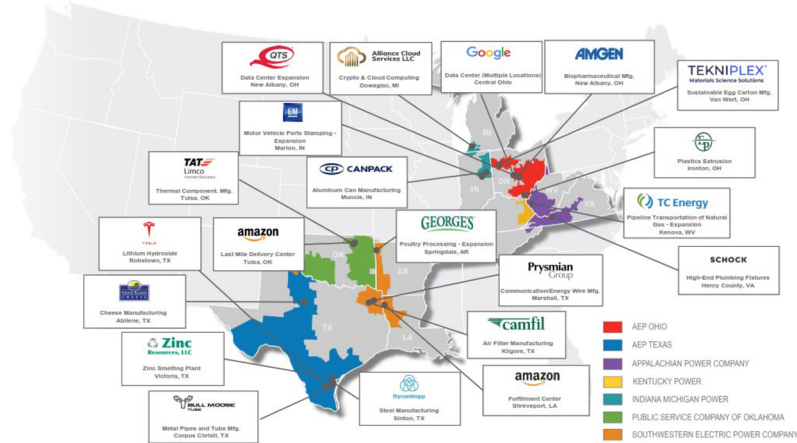 QTS
Data Center Expansion
New Albany, OH
Alliance Cloud
Services LLC
Crypto & Cloud Computing
Dowagiac, MI
Google
Data Center (Multiple Locations)
Central Ohio
AMGEN
Biopharmaceutical Mfg.
New Albany, OH
TEKNIPLEX
Materials Science Solutions
Sustainable Egg Carton Mfg.
Van Wert, OH
GM
Motor Vehicle Parts Stamping -
Expansion
Marion, IN
CP CANPACK
Aluminum Can Manufacturing
Muncie, IN
Plastics Extrusion
Ironton, OH
TAT
Limco
Thermal Component. Mfg.
Tulsa, OK
TC Energy
Pipeline Transportation of Natural
Gas - Expansion
Kenova, WV
TESLA
Lithium Hydroxide
Robstown, TX
amazon
Last Mile Delivery Center
Tulsa, OK
GEORGE'S
Poultry Processing - Expansion
Springdale, AR
SCHOCK
High-End Plumbing Fixtures
Henry County, VA
Prysmian
Group
Communication/Energy Wire Mfg.
Marshall, TX
Cheese Manufacturing
Abilene, TX
camfil
Air Filter Manufacturing
Kilgore, TX
Zinc
Resources, LLC
Zinc Smelting Plant
Victoria, TX
amazon
Fulfillment Center
Shreveport, LA
BULL MOOSE
TUBE
Metal Pipes and Tube Mfg.
Corpus Christi, TX
Steel Manufacturing
Sinton, TX
MI
IN
OH
WV
VA
OK
AR
TX
LA
AEP OHIO
AEP TEXAS
APPALACHIAN POWER COMPANY
KENTUCKY POWER
INDIANA MICHIGAN POWER
PUBLIC SERVICE COMPANY OF OKLAHOMA
SOUTHWESTERN ELECTRIC POWER COMPANY